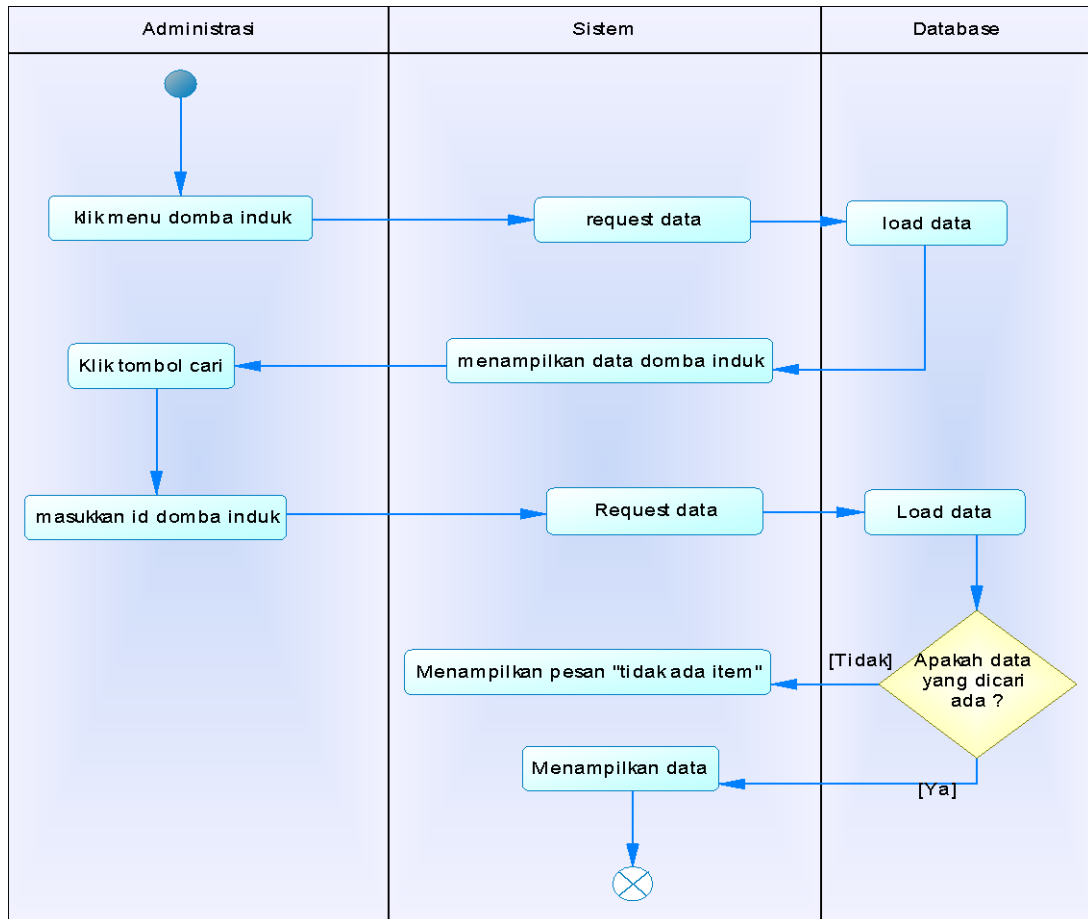 Administrasi
Sistem
Database
klik menu domba induk
request data
load data
Klik tombol cari
menampilkan data domba induk
masukkan id domba induk
Request data
Load data
Menampilkan pesan "tidak ada item"
[Tidak]
Apakah data
yang dicari
ada ?
Menampilkan data
[Ya]